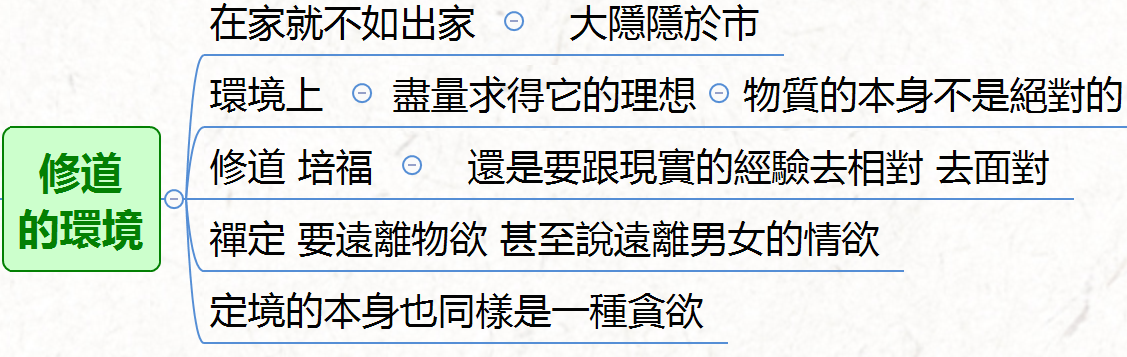 修道
的環境
在家就不如出家 大隱隱於市
環境上 盡量求得它的理想 物質的本身不是絕對的
修道 培福 還是要跟現實的經驗去相對 去面對
禪定 要遠離物欲 甚至說遠離男女的情欲
定境的本身也同樣是一種貪欲